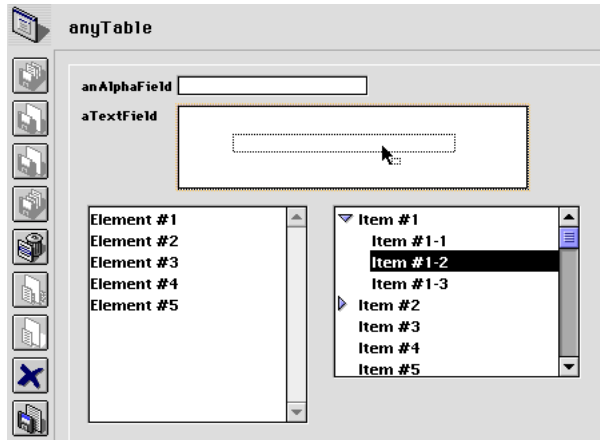 anyTable
anAlphaField
aTextField
Element #1
Element #2
Element #3
Element #4
Element #5
Item #1
Item #1-1
Item #1-2
Item #1-3
Item #2
Item #3
Item #4
Item #5